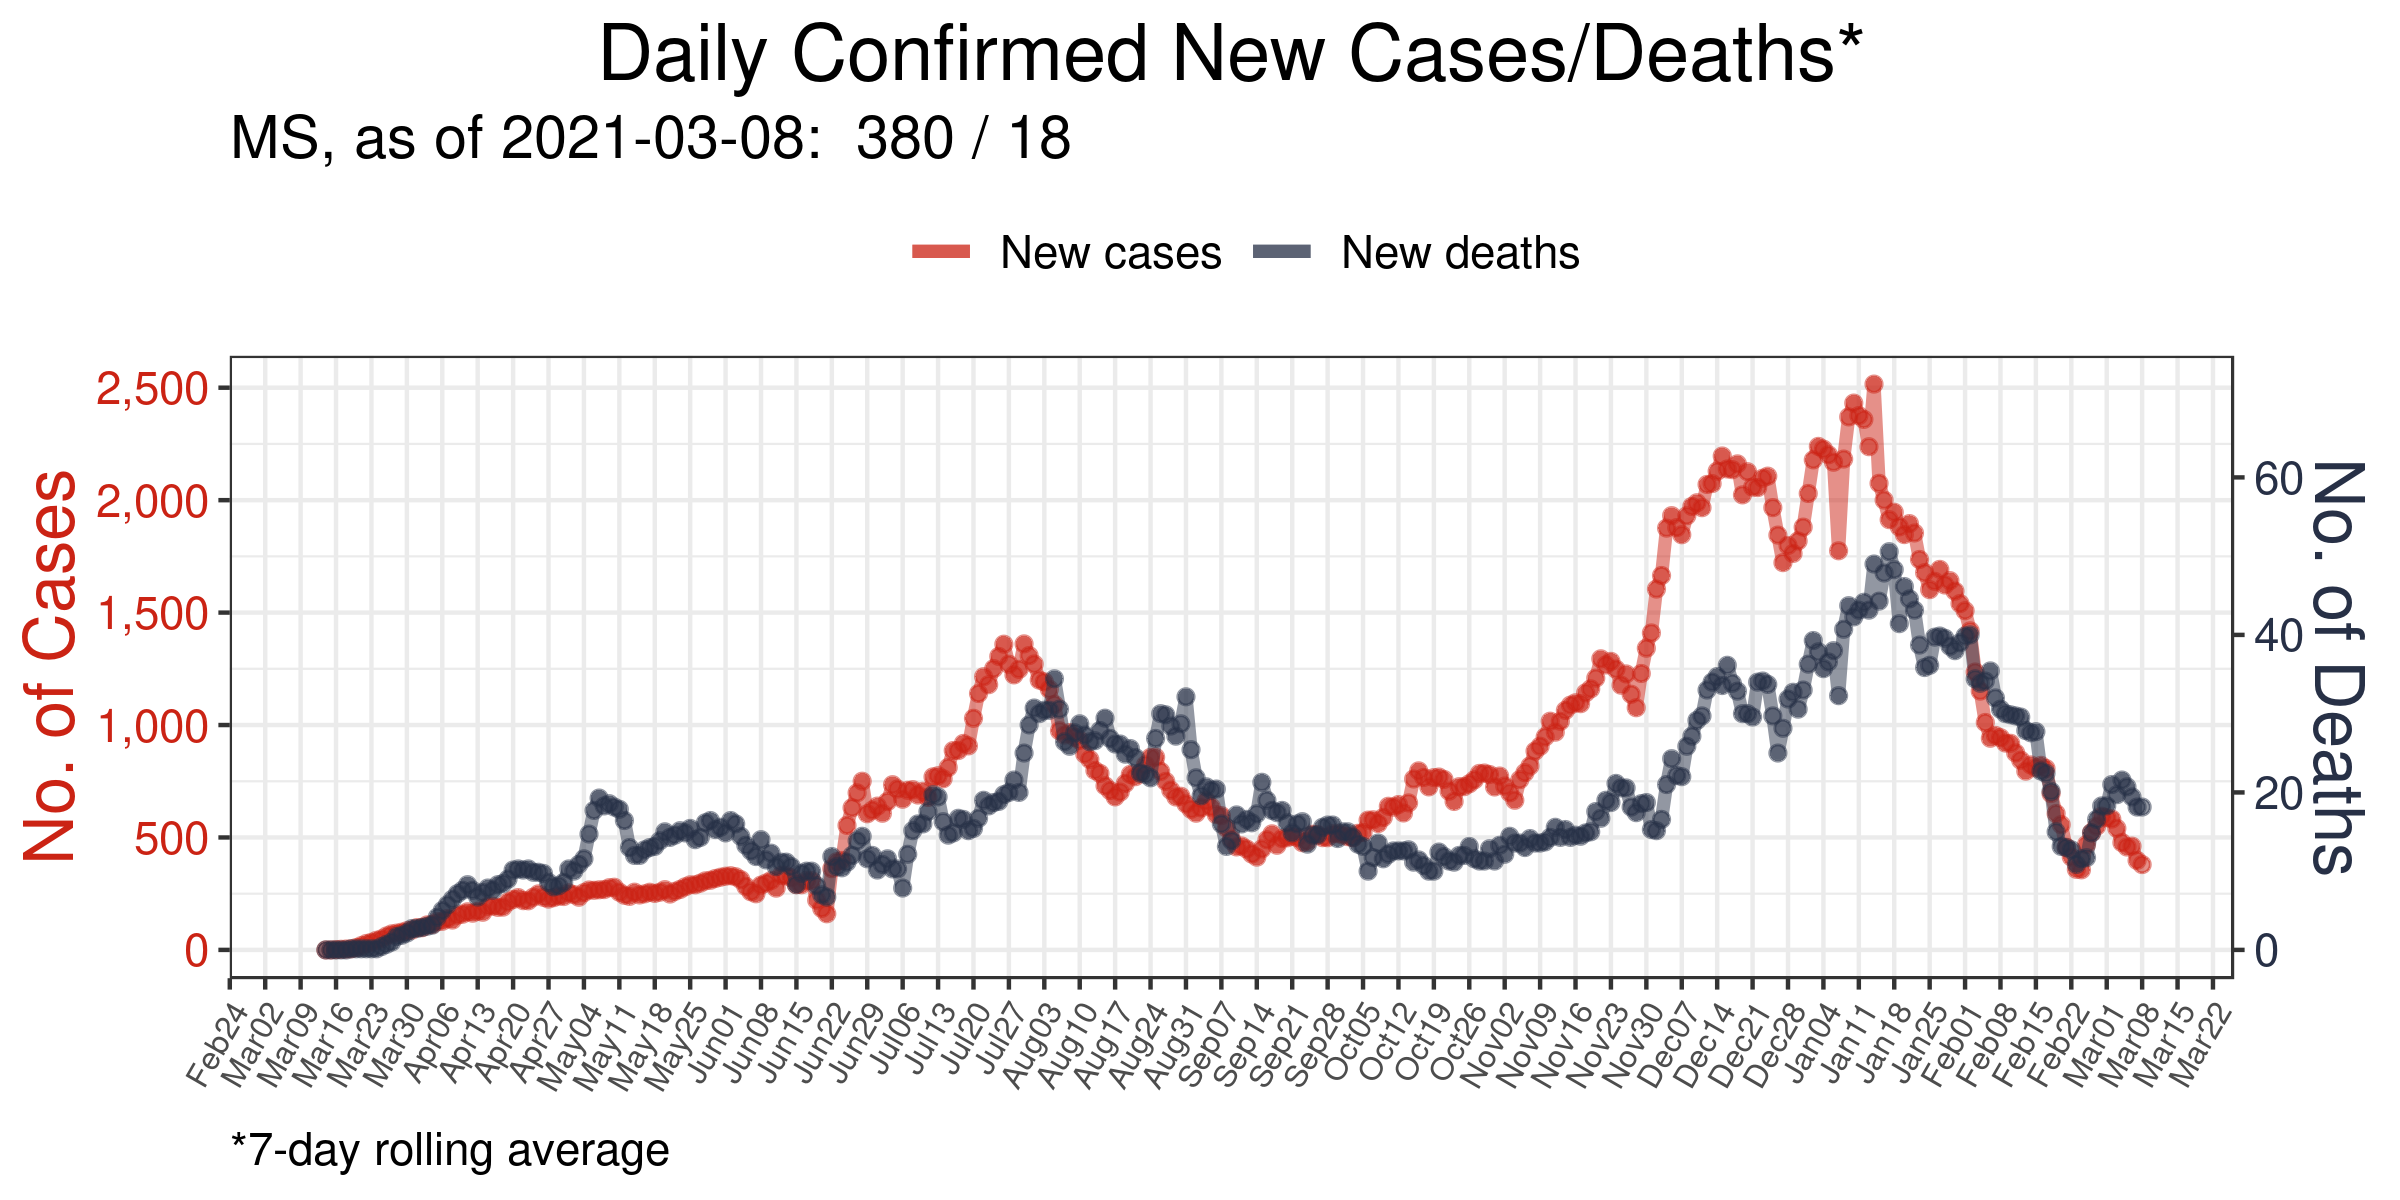 Daily Confirmed New Cases/Deaths*
MS, as of 2021-03-08:  380 / 18
New cases
New deaths
No. of Cases
2,500
2,000
1,500
1,000
500
0
60
40
20
0
No. of Deaths
Feb24
Mar02
Mar09
Mar16
Mar23
Mar30
Apr06
Apr13
Apr20
Apr27
May04
May11
May18
May25
Jun01
Jun08
Jun15
Jun22
Jun29
Jul06
Jul13
Jul20
Jul27
Aug03
Aug10
Aug17
Aug24
Aug31
Sep07
Sep14
Sep21
Sep28
Oct05
Oct12
Oct19
Oct26
Nov02
Nov09
Nov16
Nov23
Nov30
Dec07
Dec14
Dec21
Dec28
Jan04
Jan11
Jan18
Jan25
Feb01
Feb08
Feb15
Feb22
Mar01
Mar08
Mar15
Mar22
*7-day rolling average